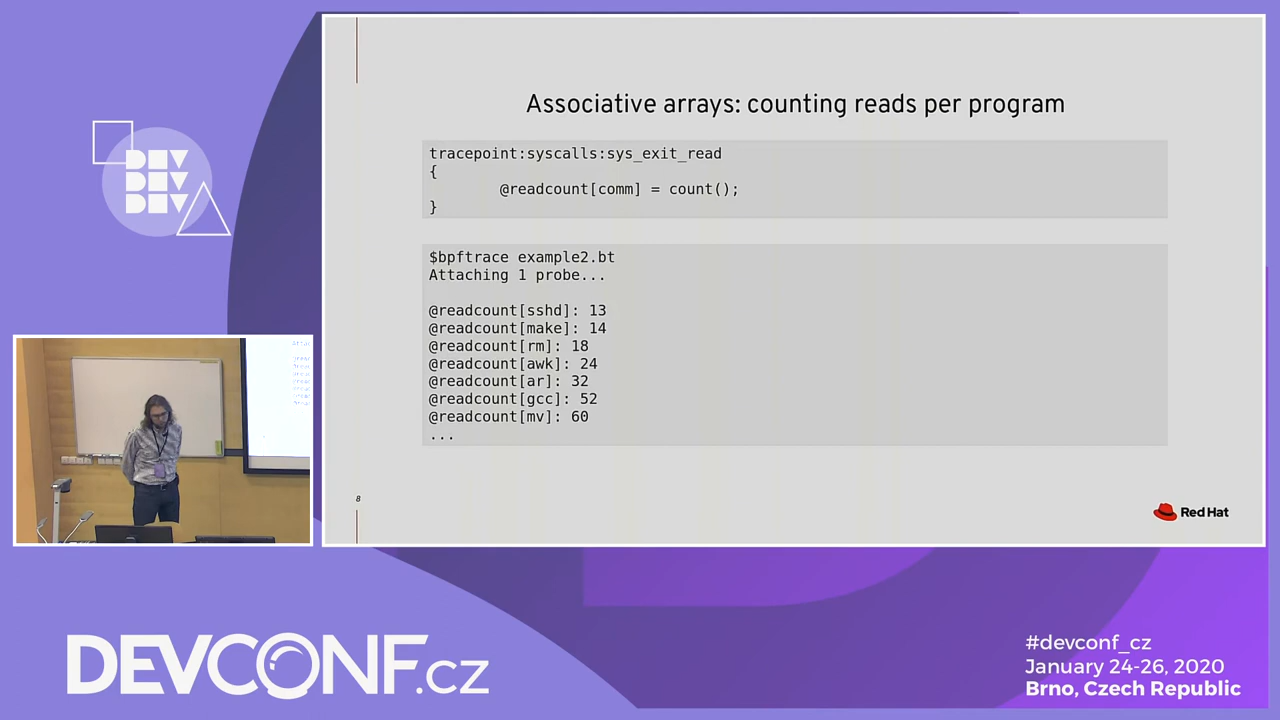 DEV
DEV
DEV
Associative arrays: counting reads per program
tracepoint:syscalls:sys_exit_read
{
@readcount[comm] = count();
}
$bpftrace example2.bt
Attaching 1 probe...
@readcount[sshd]: 13
@readcount[make]: 14
@readcount[rm]: 18
@readcount[awk]: 24
@readcount[ar]: 32
@readcount[gcc]: 52
@readcount[mv]: 60
...
8
Red Hat
DEVCONF.cz
#devconf_cz
January 24-26, 2020
Brno, Czech Republic